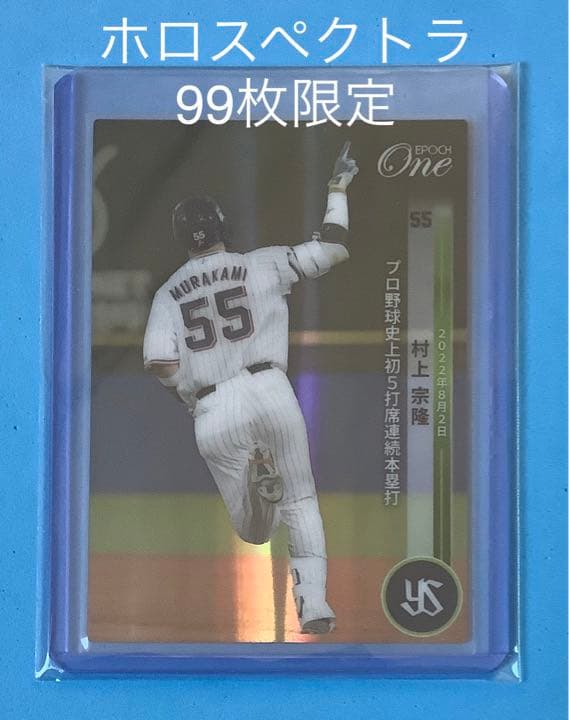 ホロスペクトラ
99枚限定
EPOCH
One
55
55
MURAKAMI
55
プロ野球史上初5打席連続本塁打
村上 宗隆
2022年8月2日
YS